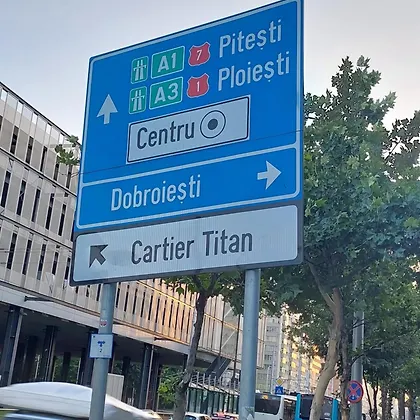 A1 7 Pitești
A3 1 Ploiești
Centru
Dobroiești
Cartier Titan